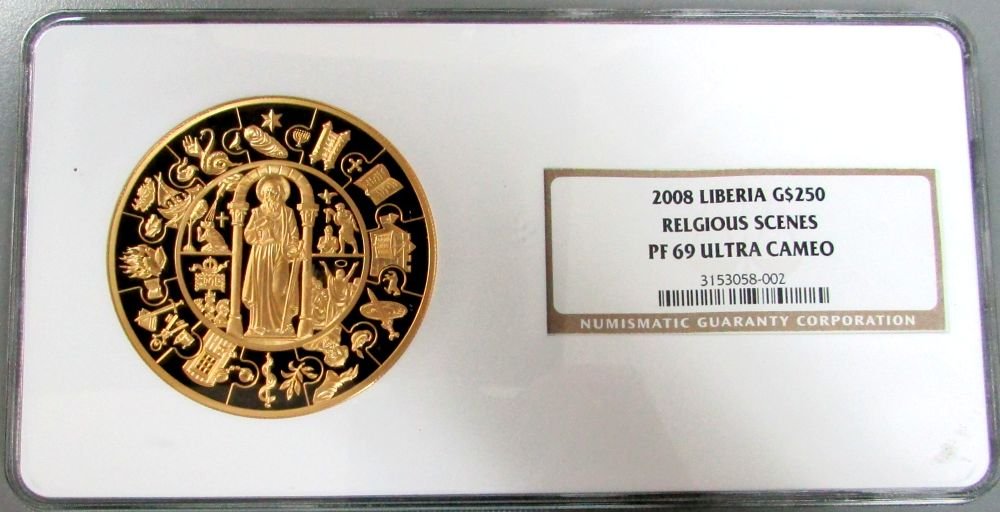 2008 LIBERIA G$250
RELGIOUS SCENES
PF 69 ULTRA CAMEO
3153058-002
NUMISMATIC GUARANTY CORPORATION